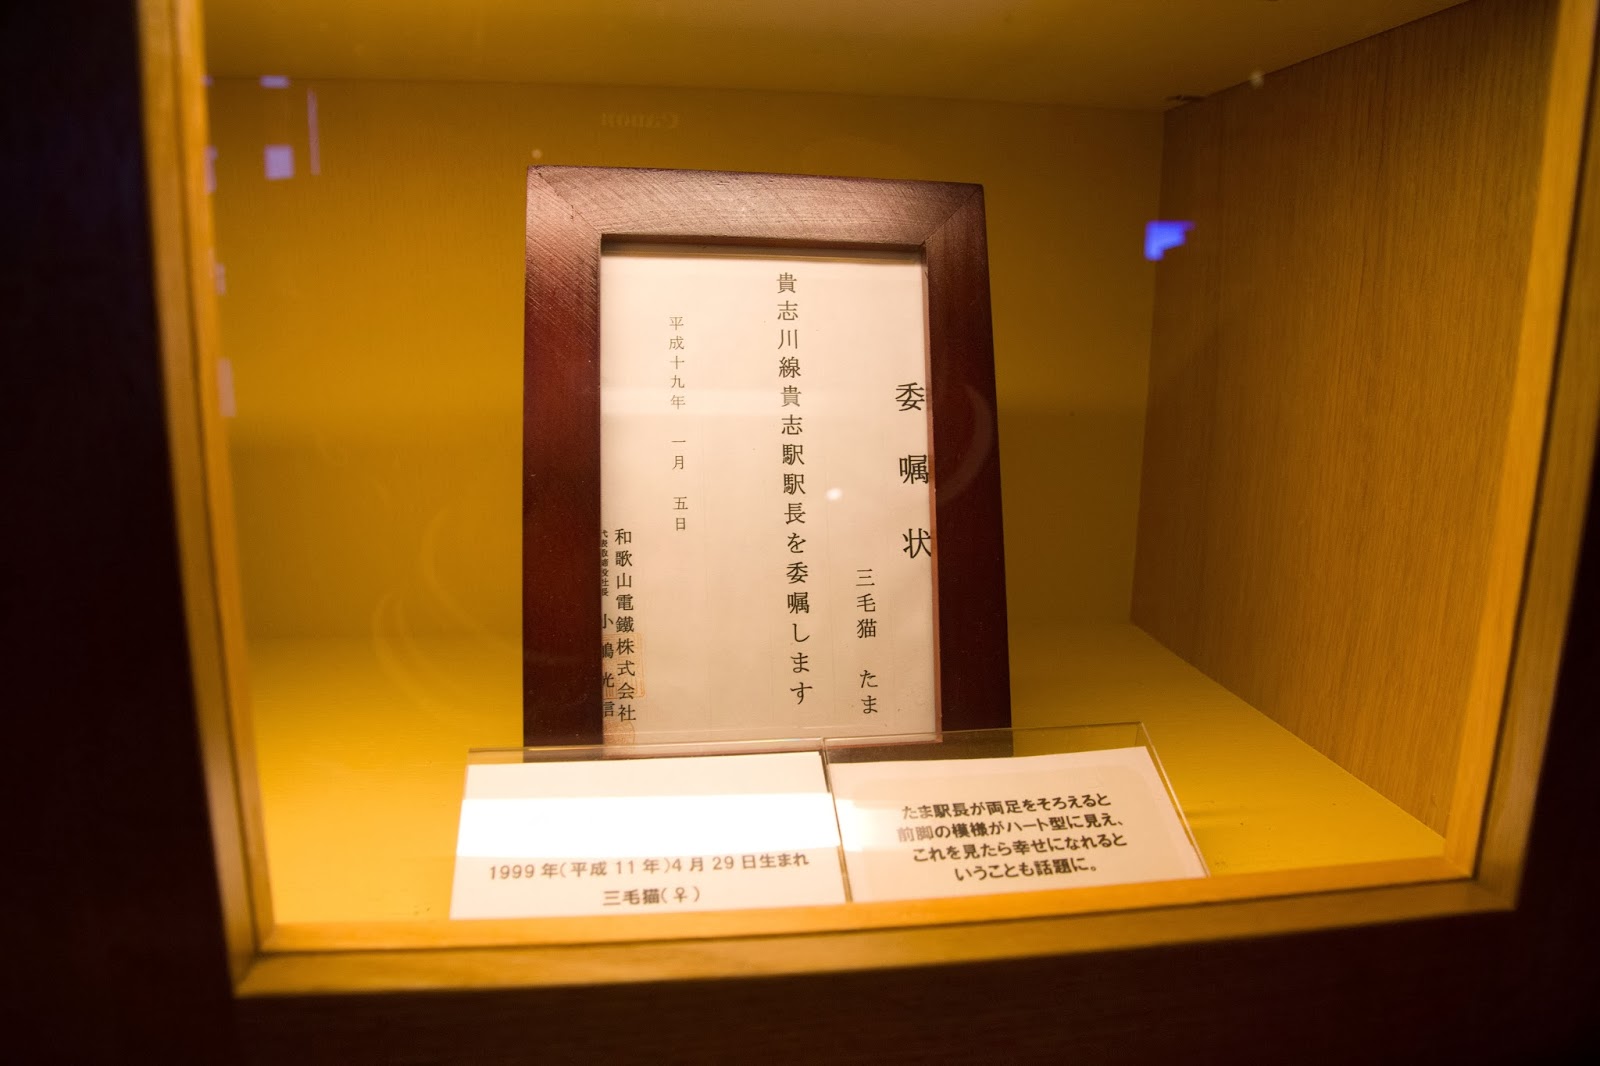 委嘱状
三毛猫 たま
貴志川線貴志駅駅長を委嘱します
平成十九年 一月 五日
和歌山電鐵株式会社
代表取締役社長 小嶋光信
1999年(平成11年)4月29日生まれ
三毛猫(♀)
たま駅長が両足をそろえると
前脚の模様がハート型に見え、
これを見たら幸せになれると
いうことも話題に。